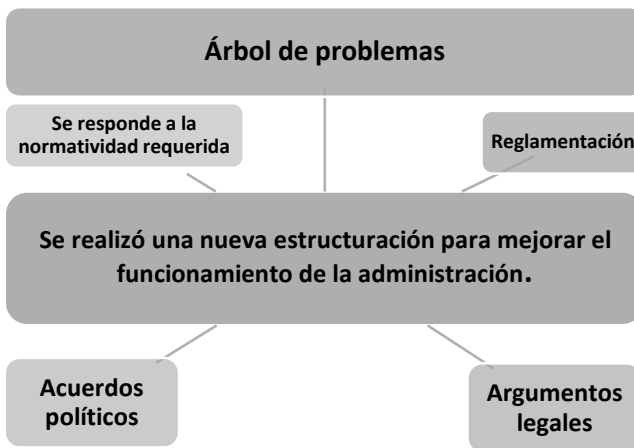 Árbol de problemas
Se responde a la
normatividad requerida
Reglamentación
Se realizó una nueva estructuración para mejorar el
funcionamiento de la administración.
Acuerdos
políticos
Argumentos
legales